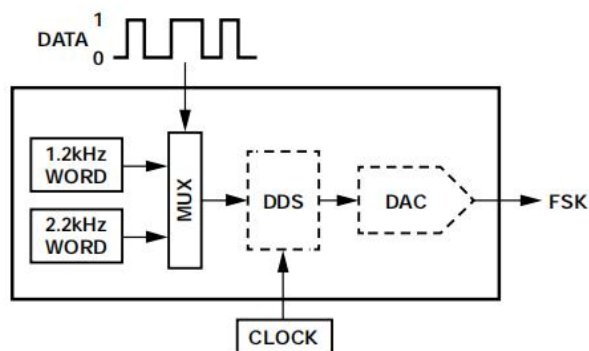 DATA
1
0
1.2kHz
WORD
2.2kHz
WORD
MUX
DDS
DAC
FSK
CLOCK